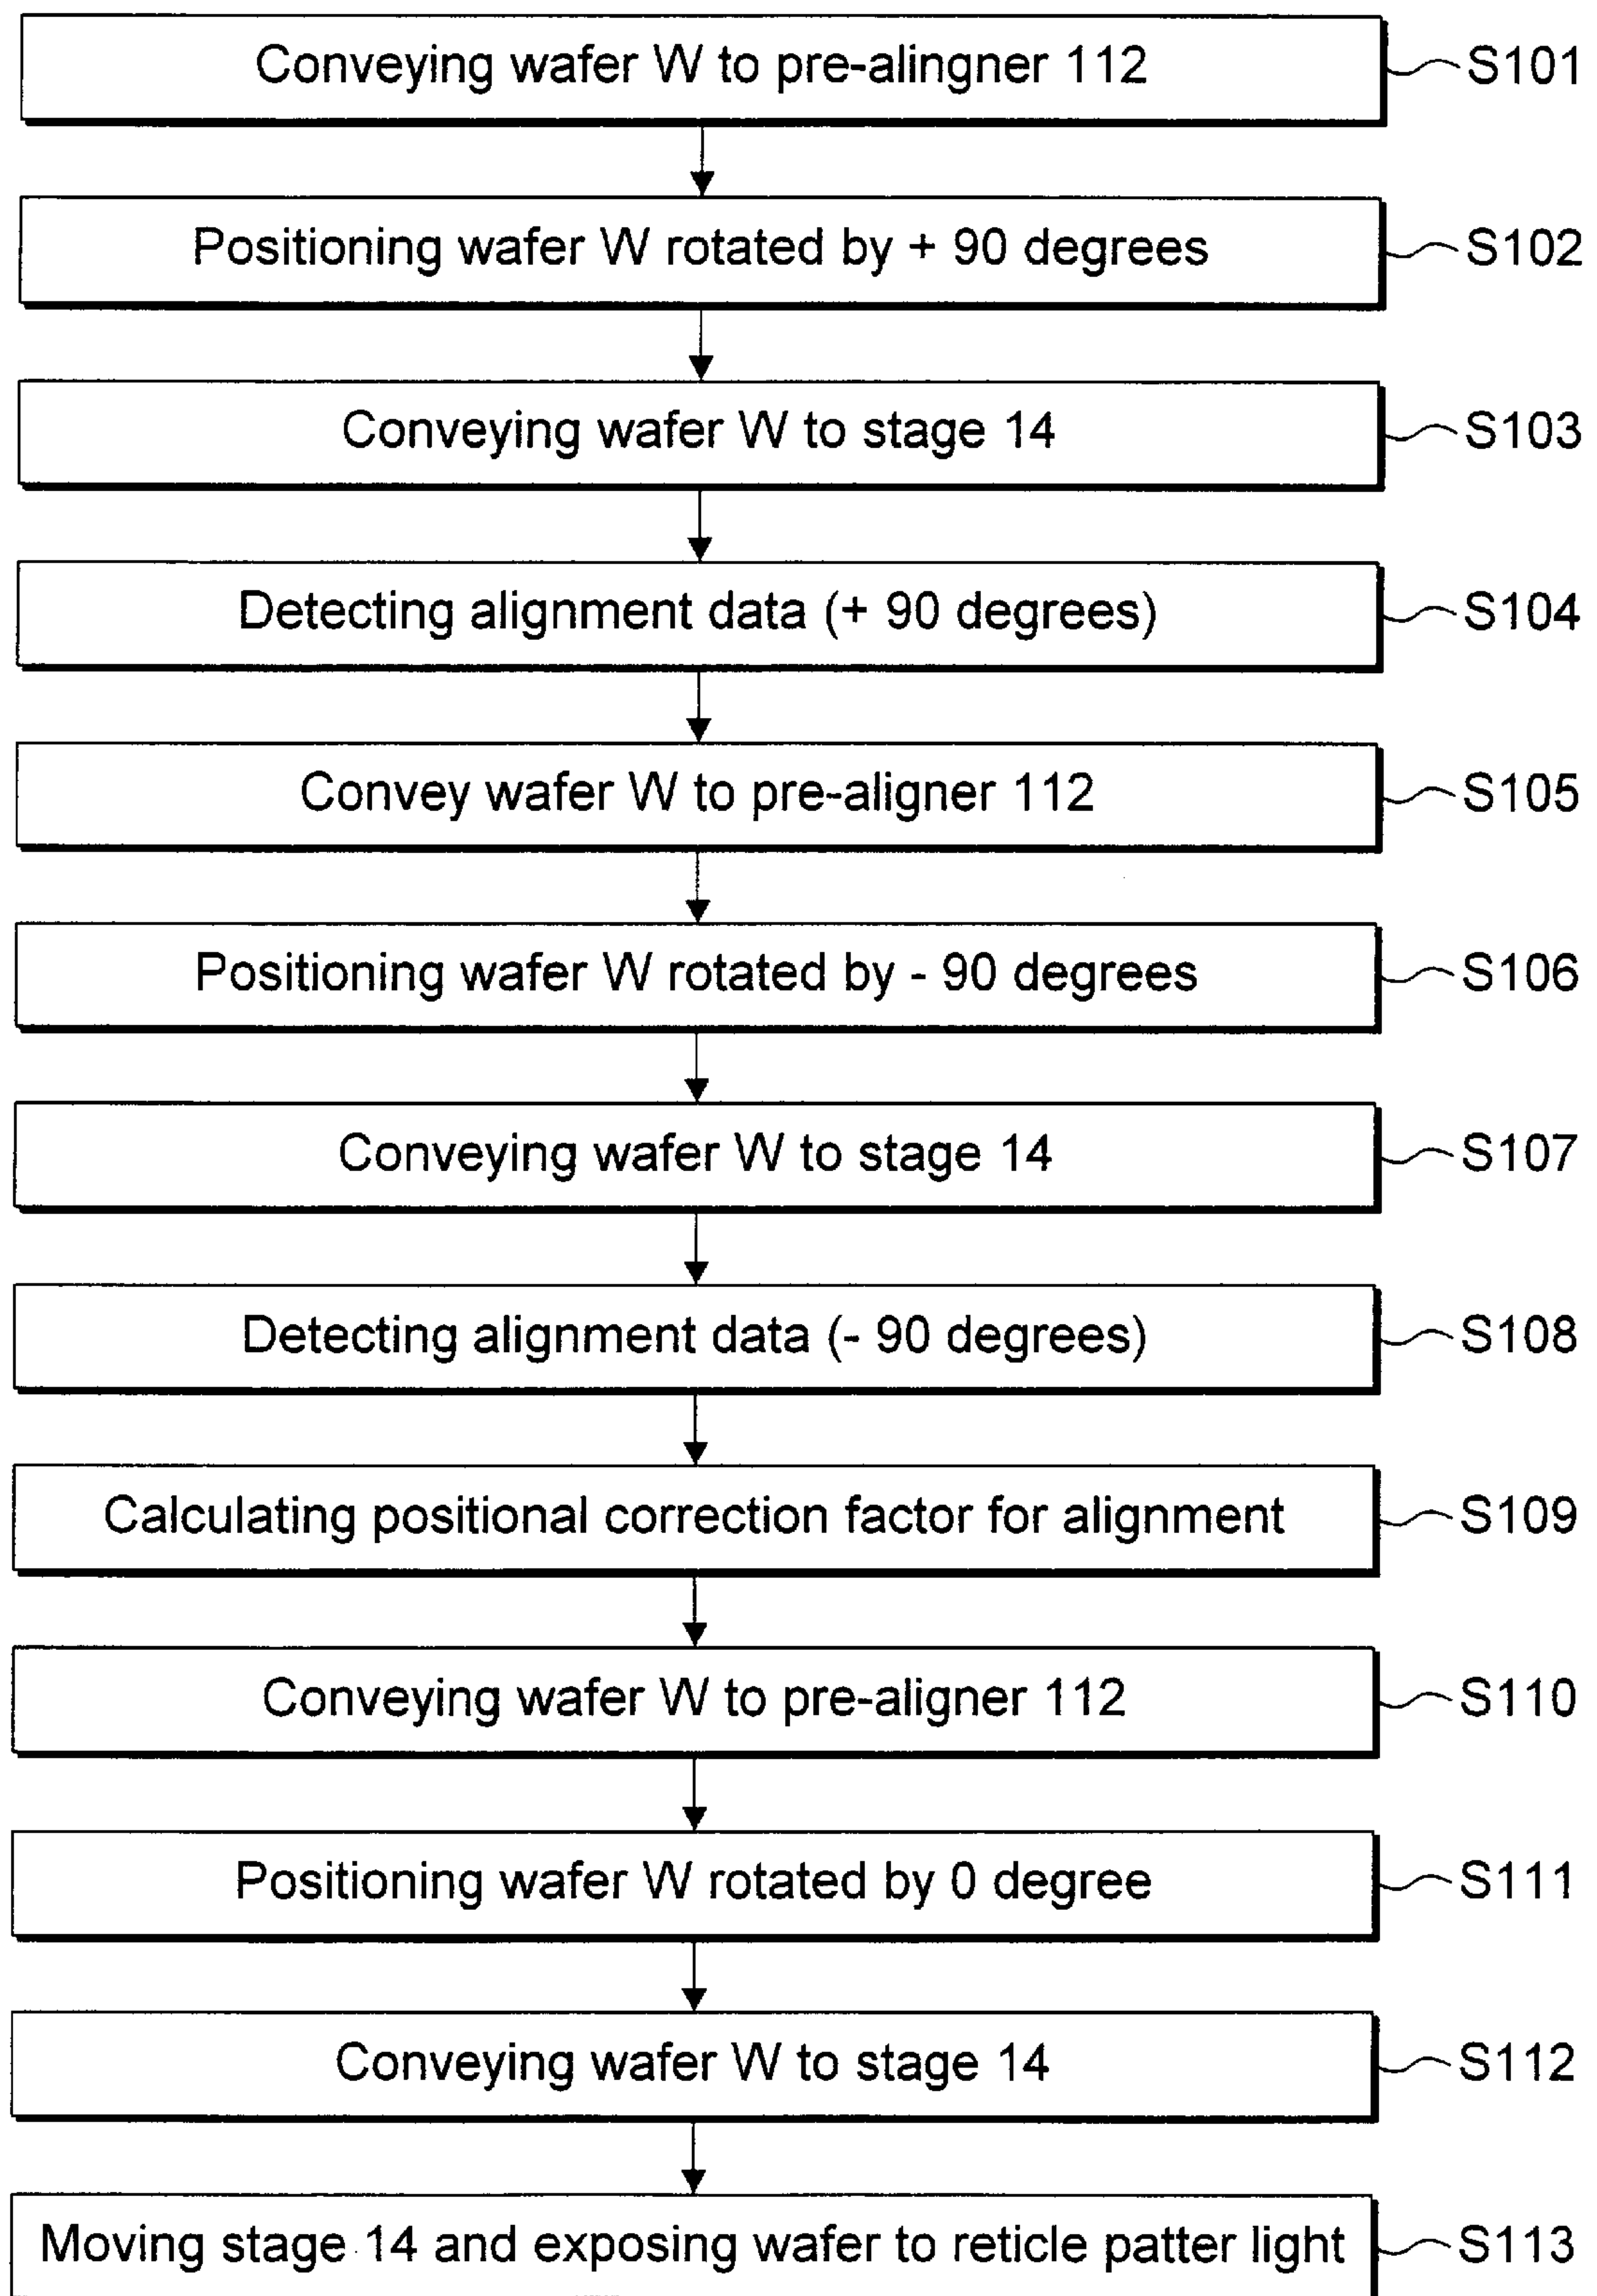 Conveying wafer W to pre-alingner 112 S101
Positioning wafer W rotated by + 90 degrees S102
Conveying wafer W to stage 14 S103
Detecting alignment data (+ 90 degrees) S104
Convey wafer W to pre-aligner 112 S105
Positioning wafer W rotated by - 90 degrees S106
Conveying wafer W to stage 14 S107
Detecting alignment data (- 90 degrees) S108
Calculating positional correction factor for alignment S109
Conveying wafer W to pre-aligner 112 S110
Positioning wafer W rotated by 0 degree S111
Conveying wafer W to stage 14 S112
Moving stage 14 and exposing wafer to reticle patter light S113